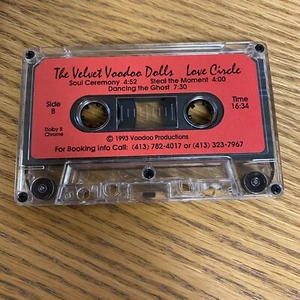 The Velvet Voodoo Dolls Love Circle
Soul Ceremony 4:52 Steal the Moment 4:00
Dancing the Ghost 7:30
Side
B
Time
16:34
Dolby B
Chrome
© 1993 Voodoo Productions
For Booking Info Call: (413) 782-4017 or (413) 323-7967